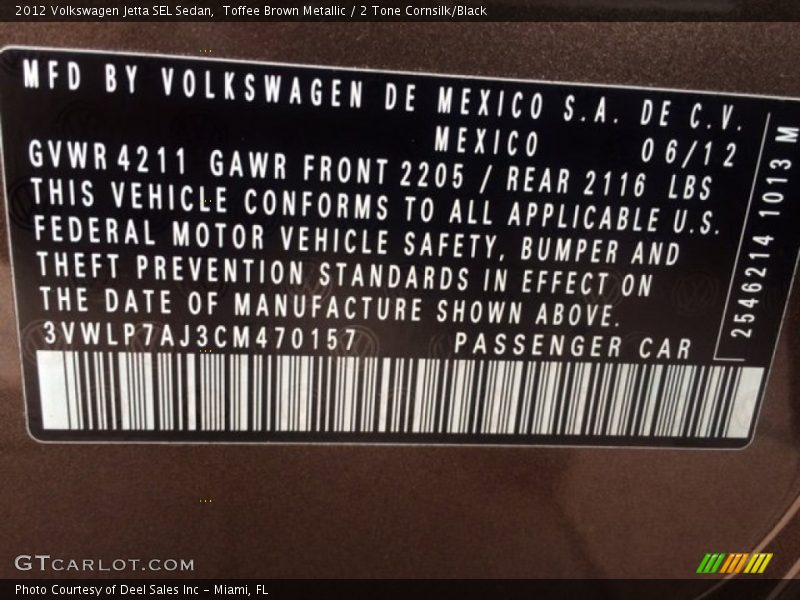 2012 Volkswagen Jetta SEL Sedan,  Toffee Brown Metallic / 2 Tone Cornsilk/Black
MFD BY VOLKSWAGEN DE MEXICO S.A. DE C.V.
MEXICO 06/12
GVWR 4211 GAWR FRONT 2205 / REAR 2116 LBS
THIS VEHICLE CONFORMS TO ALL APPLICABLE U.S.
FEDERAL MOTOR VEHICLE SAFETY, BUMPER AND
THEFT PREVENTION STANDARDS IN EFFECT ON
THE DATE OF MANUFACTURE SHOWN ABOVE.
3VWLP7AJ3CM470157 PASSENGER CAR
2546214 1013 M
GTCARLOT.COM
Photo Courtesy of Deel Sales Inc – Miami, FL